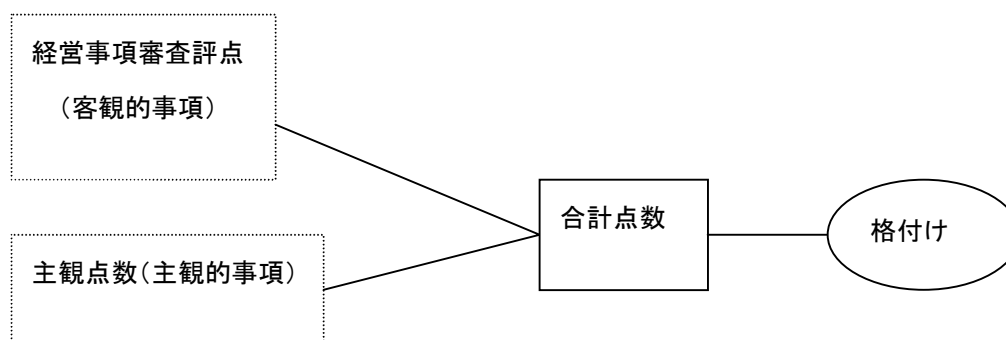 経営事項審査評点
（客観的事項）
主観点数（主観的事項）
合計点数
格付け